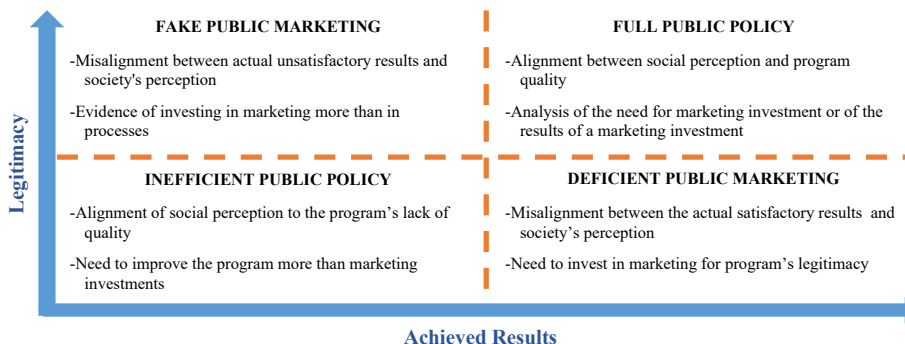 Legitimacy
FAKE PUBLIC MARKETING
-Misalignment between actual unsatisfactory results and
society's perception
-Evidence of investing in marketing more than in
processes
FULL PUBLIC POLICY
-Alignment between social perception and program
quality
-Analysis of the need for marketing investment or of the
results of a marketing investment
INEFFICIENT PUBLIC POLICY
-Alignment of social perception to the program’s lack of
quality
-Need to improve the program more than marketing
investments
DEFICIENT PUBLIC MARKETING
-Misalignment between the actual satisfactory results and
society’s perception
-Need to invest in marketing for program’s legitimacy
Achieved Results